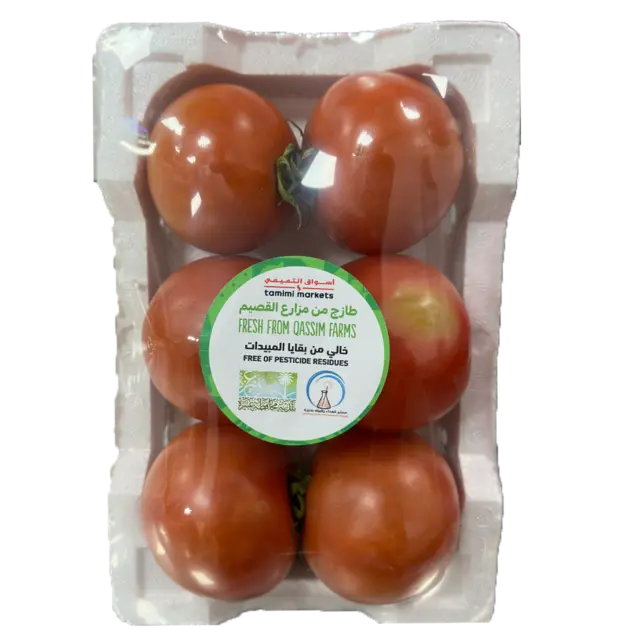 أسواق التميمي
tamimi markets
طازج من مزارع القصيم
FRESH FROM QASSIM FARMS
خالي من بقايا المبيدات
FREE OF PESTICIDE RESIDUES